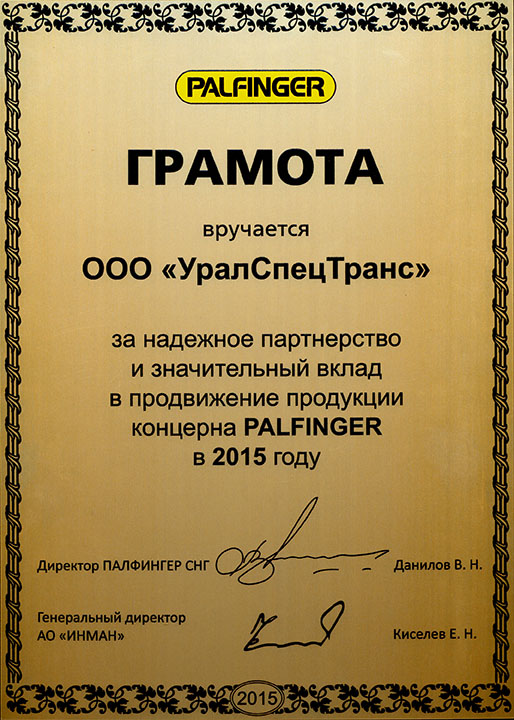 PALFINGER
ГРАМОТА
вручается
ООО «УралСпецТранс»
за надежное партнерство
и значительный вклад
в продвижение продукции
концерна PALFINGER
в 2015 году
Директор ПАЛФИНГЕР СНГ Данилов В. Н.
Генеральный директор
АО «ИНМАН» Киселев Е. Н.
2015